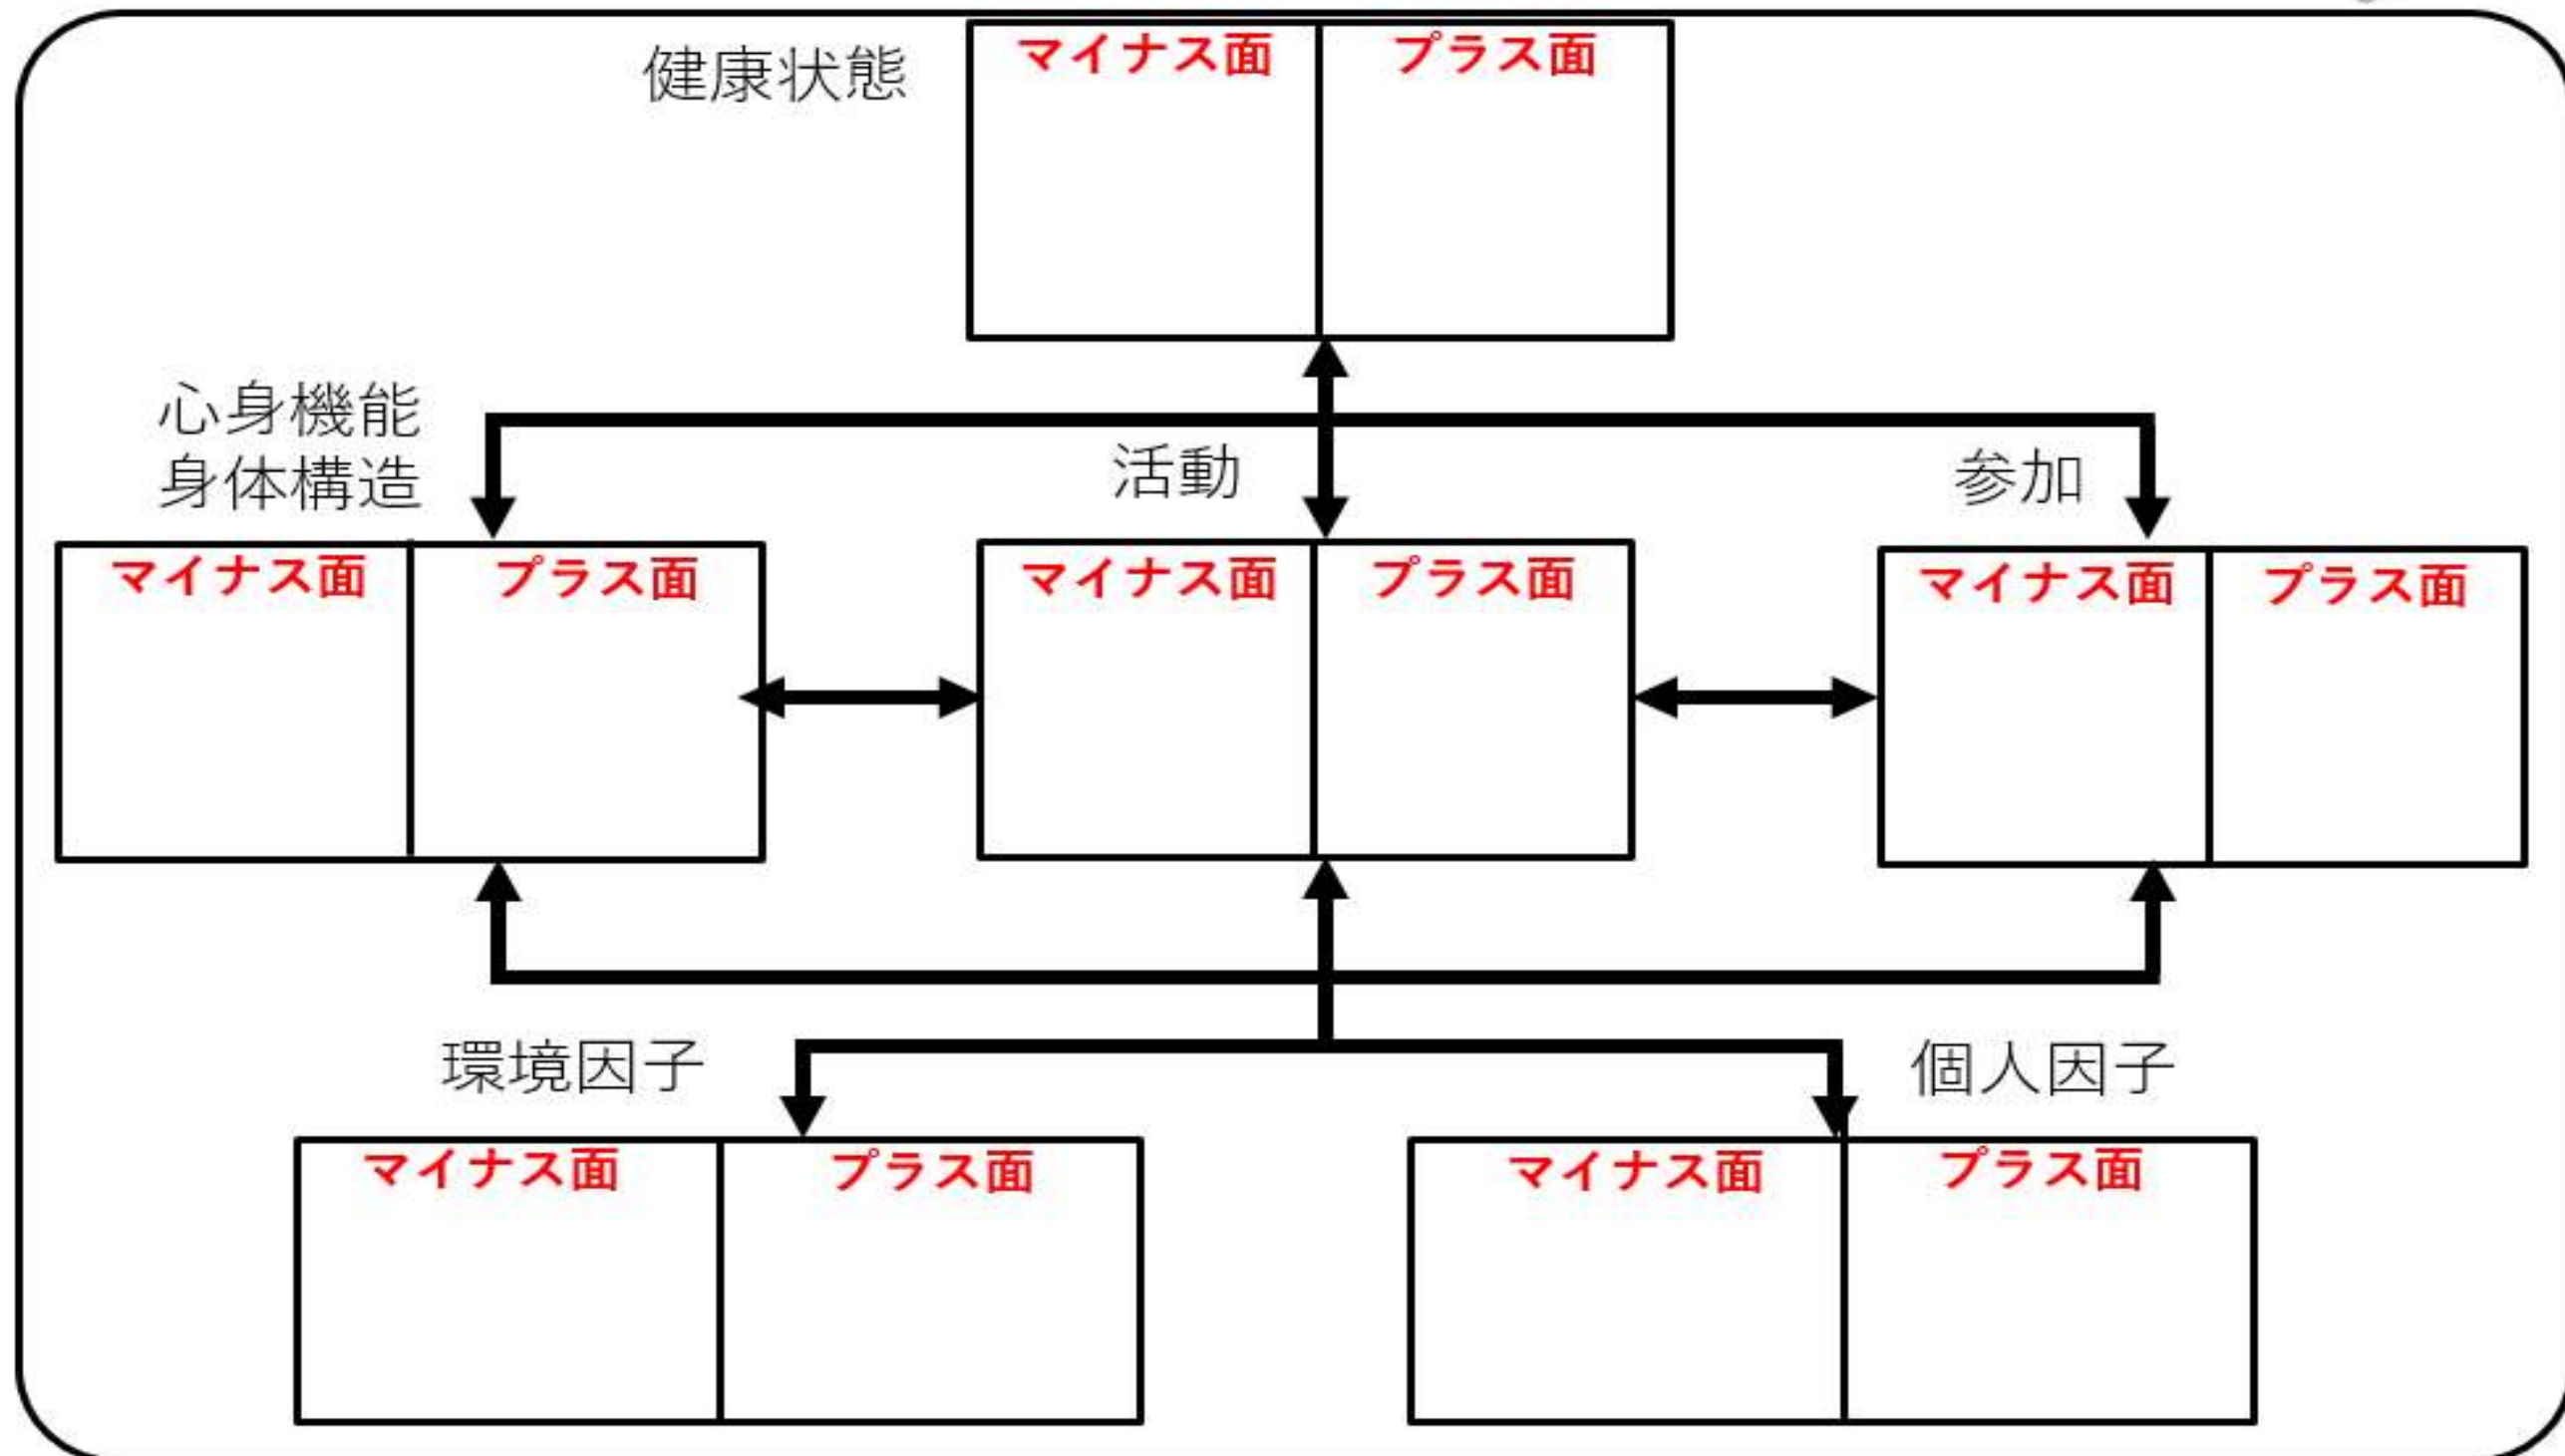 健康状態
マイナス面
プラス面
心身機能
身体構造
活動
参加
マイナス面
プラス面
マイナス面
プラス面
マイナス面
プラス面
環境因子
個人因子
マイナス面
プラス面
マイナス面
プラス面